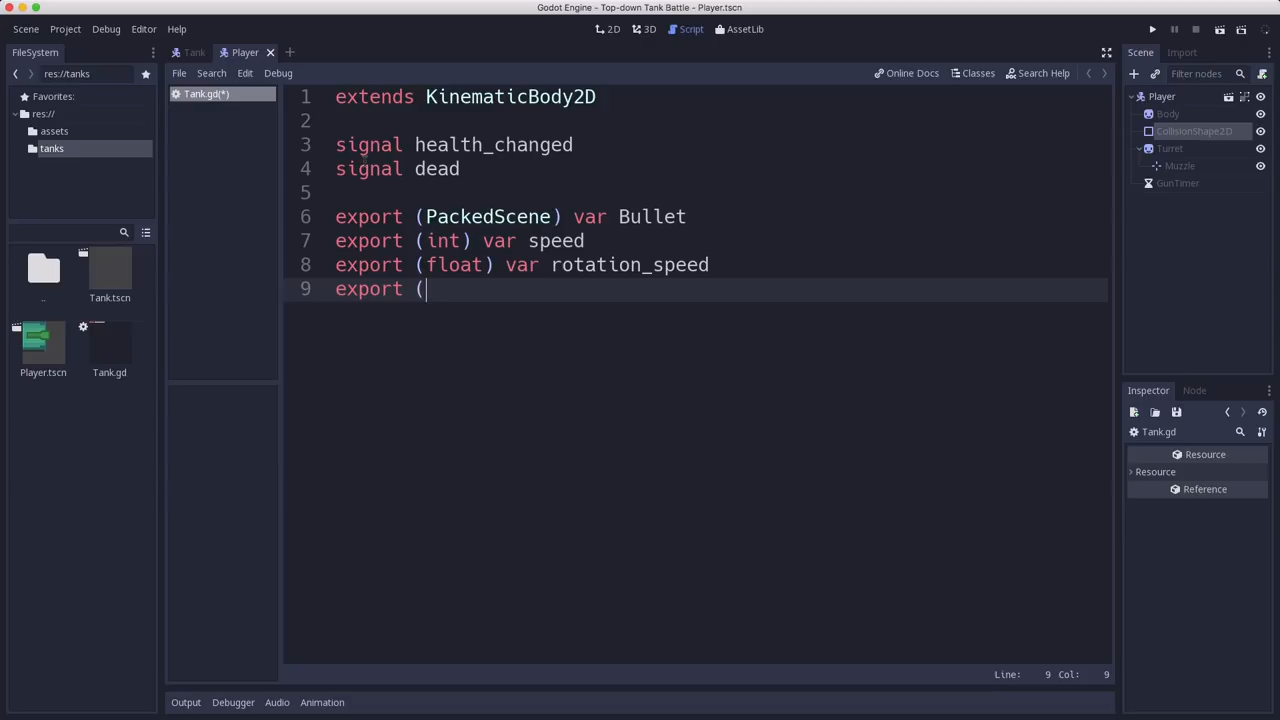 Godot Engine - Top-down Tank Battle - Player.tscn
Scene Project Debug Editor Help
2D 3D Script AssetLib
FileSystem
Tank Player
Scene Import
res://tanks
File Search Edit Debug
Online Docs Classes Search Help
Filter nodes
Favorites:
res://
assets
tanks
Tank.gd(*)
1 extends KinematicBody2D
2
3 signal health_changed
4 signal dead
5
6 export (PackedScene) var Bullet
7 export (int) var speed
8 export (float) var rotation_speed
9 export (
Player
Body
CollisionShape2D
Turret
Muzzle
GunTimer
..
Tank.tscn
Player.tscn
Tank.gd
Inspector Node
Tank.gd
Resource
Resource
Reference
Line: 9 Col: 9
Output Debugger Audio Animation